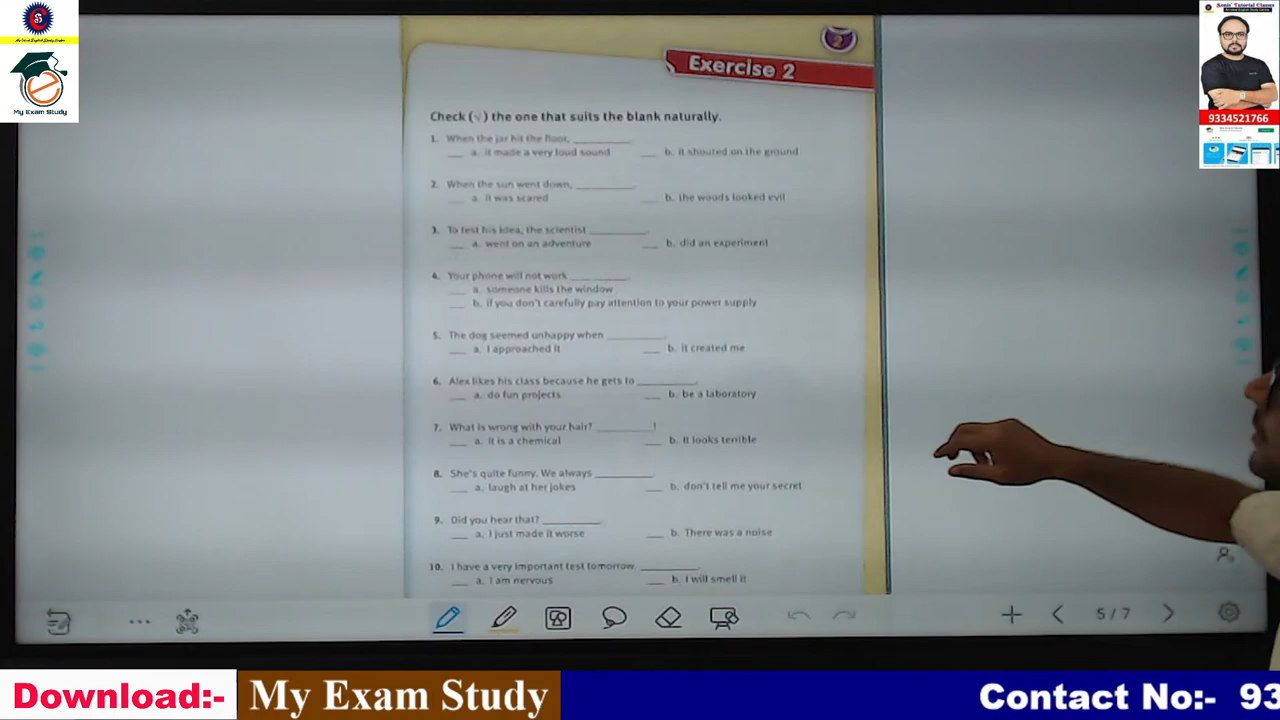 My Exam Study
Sonic' Tutorial Classes
9334521766
2
Exercise 2
Check (√) the one that suits the blank naturally.
1. When the jar hit the floor, ________.
___ a. it made a very loud sound ___ b. it shouted on the ground
2. When the sun went down, ________.
___ a. it was scared ___ b. the woods looked evil
3. To test his idea, the scientist ________.
___ a. went on an adventure ___ b. did an experiment
4. Your phone will not work ________.
___ a. someone kills the window
___ b. if you don't carefully pay attention to your power supply
5. The dog seemed unhappy when ________.
___ a. I approached it ___ b. it created me
6. Alex likes his class because he gets to ________.
___ a. do fun projects ___ b. be a laboratory
7. What is wrong with your hair? ________!
___ a. It is a chemical ___ b. It looks terrible
8. She's quite funny. We always ________.
___ a. laugh at her jokes ___ b. don't tell me your secret
9. Did you hear that? ________.
___ a. I just made it worse ___ b. There was a noise
10. I have a very important test tomorrow. ________.
___ a. I am nervous ___ b. I will smell it
5 / 7
Download:- My Exam Study Contact No:- 93